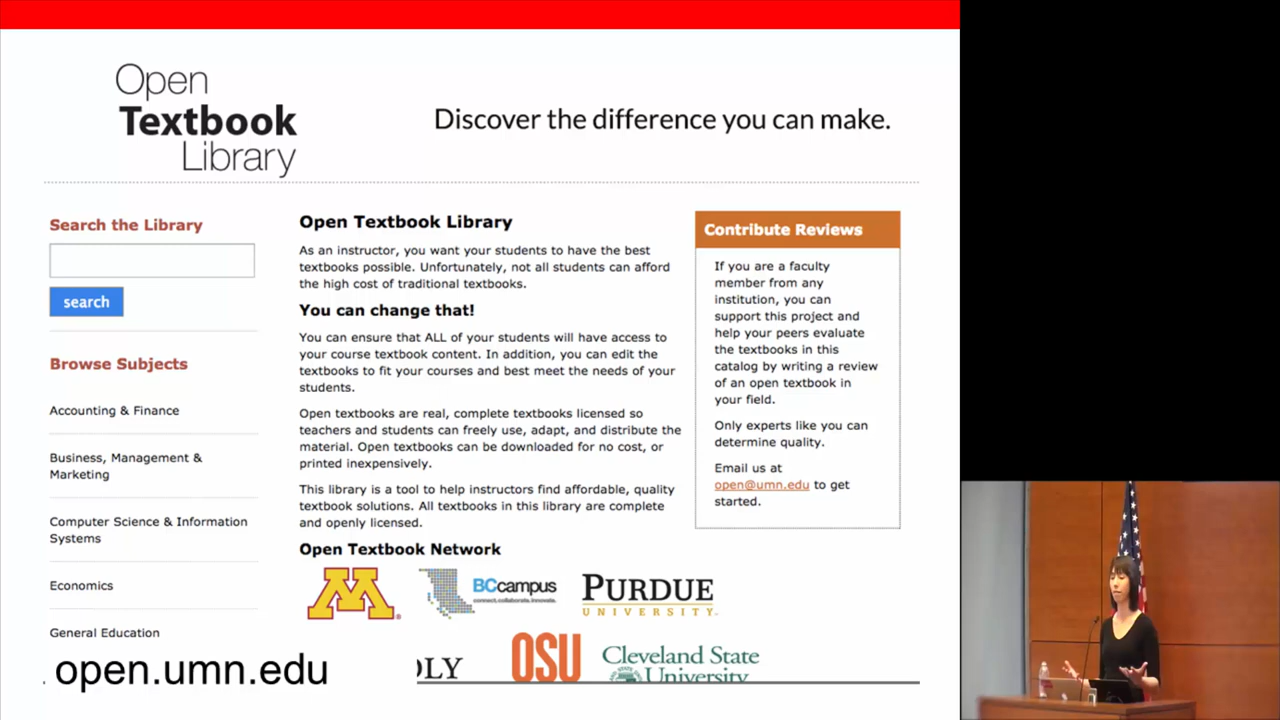 Open
Textbook
Library
Discover the difference you can make.
Search the Library
search
Browse Subjects
Accounting & Finance
Business, Management &
Marketing
Computer Science & Information
Systems
Economics
General Education
open.umn.edu
Open Textbook Library
As an instructor, you want your students to have the best
textbooks possible. Unfortunately, not all students can afford
the high cost of traditional textbooks.
You can change that!
You can ensure that ALL of your students will have access to
your course textbook content. In addition, you can edit the
textbooks to fit your courses and best meet the needs of your
students.
Open textbooks are real, complete textbooks licensed so
teachers and students can freely use, adapt, and distribute the
material. Open textbooks can be downloaded for no cost, or
printed inexpensively.
This library is a tool to help instructors find affordable, quality
textbook solutions. All textbooks in this library are complete
and openly licensed.
Open Textbook Network
M
BCcampus
connect.collaborate.innovate.
PURDUE
UNIVERSITY
OLY
OSU
Cleveland State
University
Contribute Reviews
If you are a faculty
member from any
institution, you can
support this project and
help your peers evaluate
the textbooks in this
catalog by writing a review
of an open textbook in
your field.
Only experts like you can
determine quality.
Email us at
open@umn.edu to get
started.